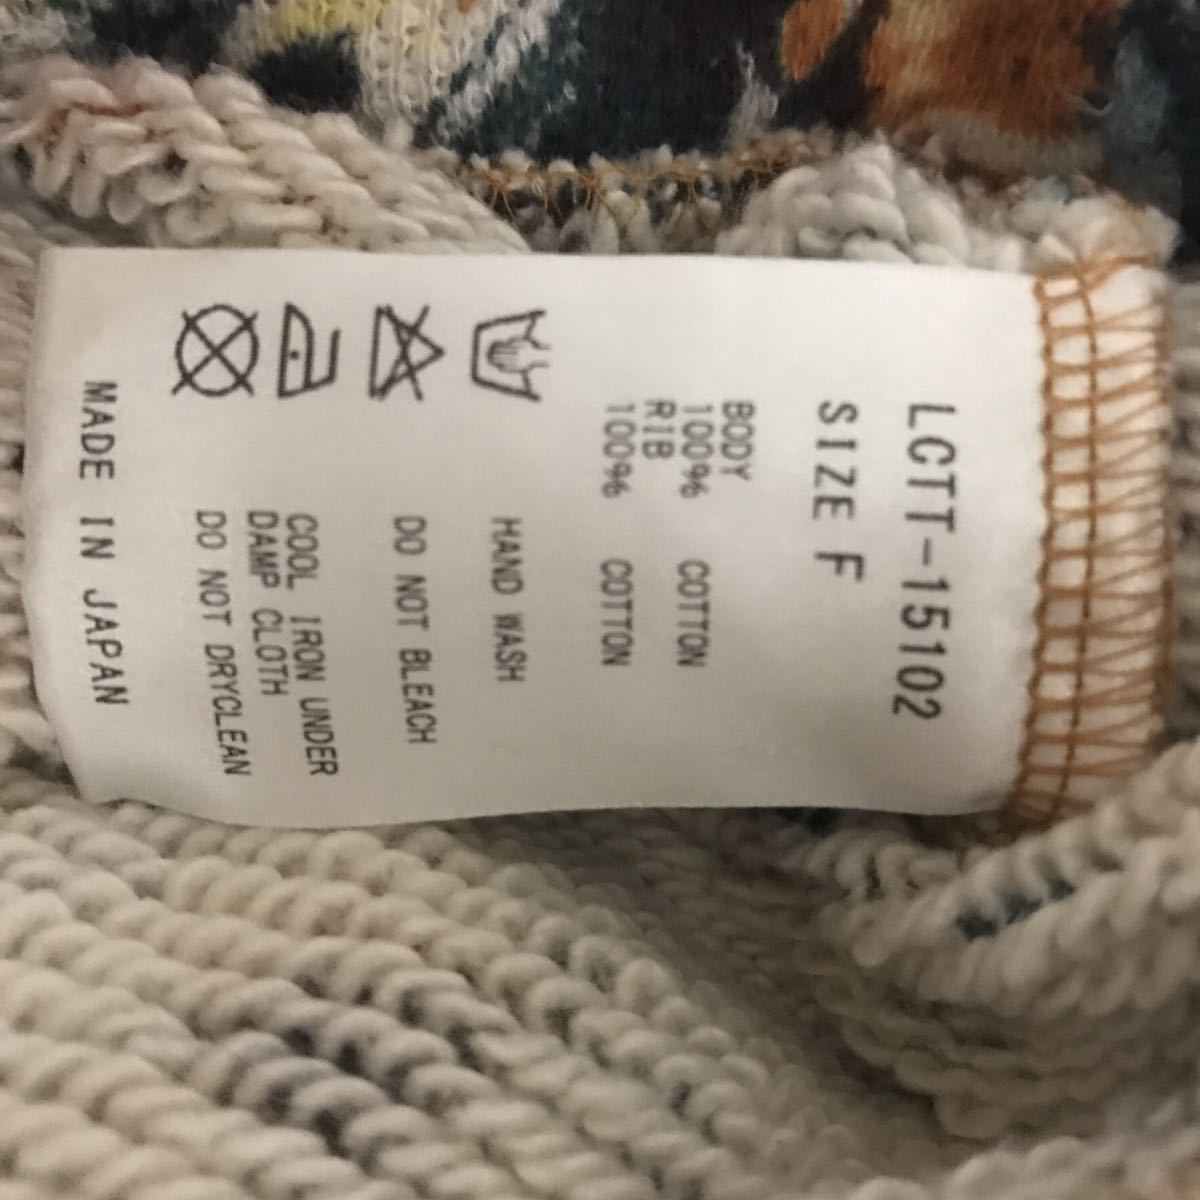 LCTT-15102
SIZE F
BODY
100% COTTON
RIB
100% COTTON
HAND WASH
DO NOT BLEACH
COOL IRON UNDER
DAMP CLOTH
DO NOT DRYCLEAN
MADE IN JAPAN